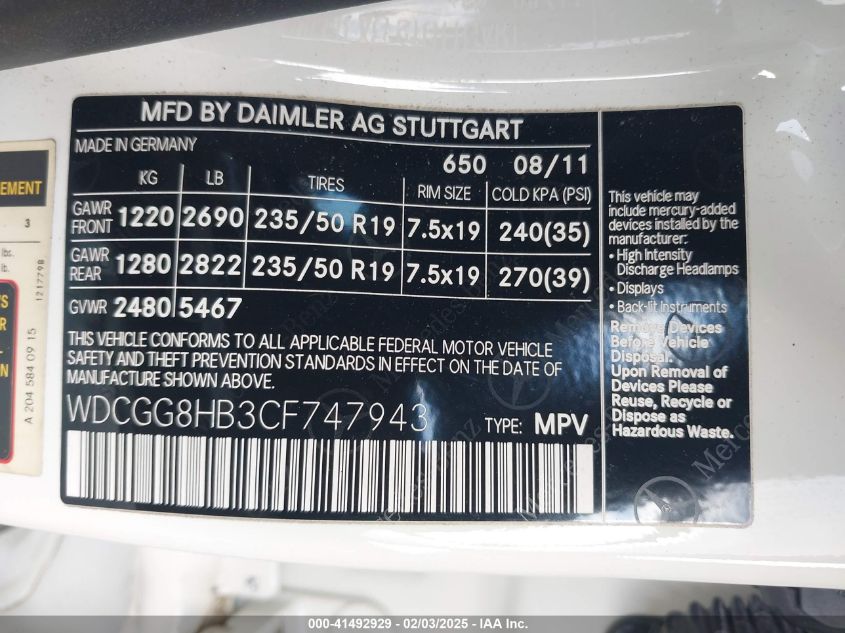 MFD BY DAIMLER AG STUTTGART
MADE IN GERMANY
650 08/11
KG LB TIRES RIM SIZE COLD KPA (PSI)
GAWR FRONT 1220 2690 235/50 R19 7.5x19 240(35)
GAWR REAR 1280 2822 235/50 R19 7.5x19 270(39)
GVWR 2480 5467
THIS VEHICLE CONFORMS TO ALL APPLICABLE FEDERAL MOTOR VEHICLE
SAFETY AND THEFT PREVENTION STANDARDS IN EFFECT ON THE DATE OF
MANUFACTURE SHOWN ABOVE.
WDCGG8HB3CF747943 TYPE: MPV
This vehicle may
include mercury-added
devices installed by the
manufacturer:
• High Intensity
Discharge Headlamps
• Displays
• Back-lit Instruments
Remove Devices
Before Vehicle
Disposal.
Upon Removal of
Devices Please
Reuse, Recycle or
Dispose as
Hazardous Waste.
EMENT
3
lbs.
lb.
1217798
A 204 584 09 15
000-41492929 - 02/03/2025 - IAA Inc.